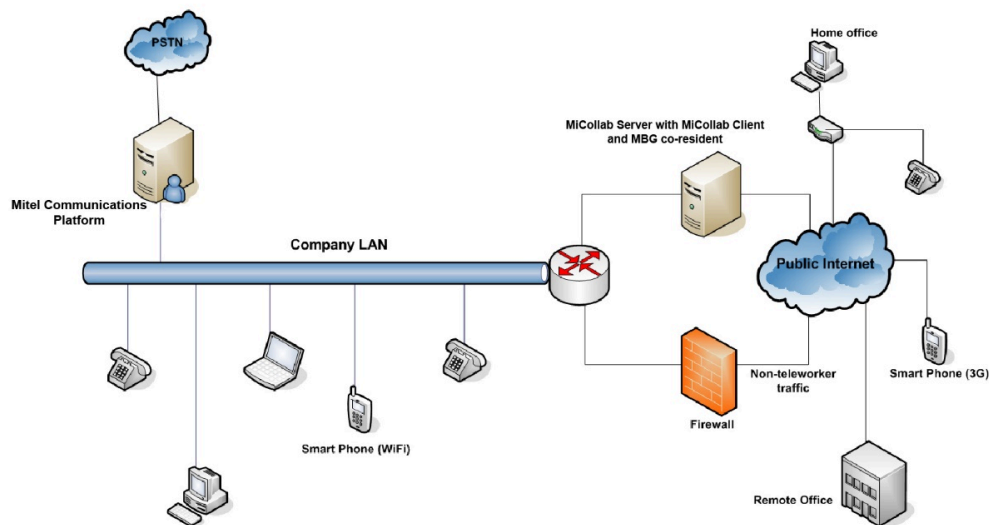 PSTN
Home office
MiCollab Server with MiCollab Client
and MBG co-resident
Mitel Communications
Platform
Company LAN
Public Internet
Non-teleworker
traffic
Smart Phone (3G)
Firewall
Smart Phone (WiFi)
Remote Office